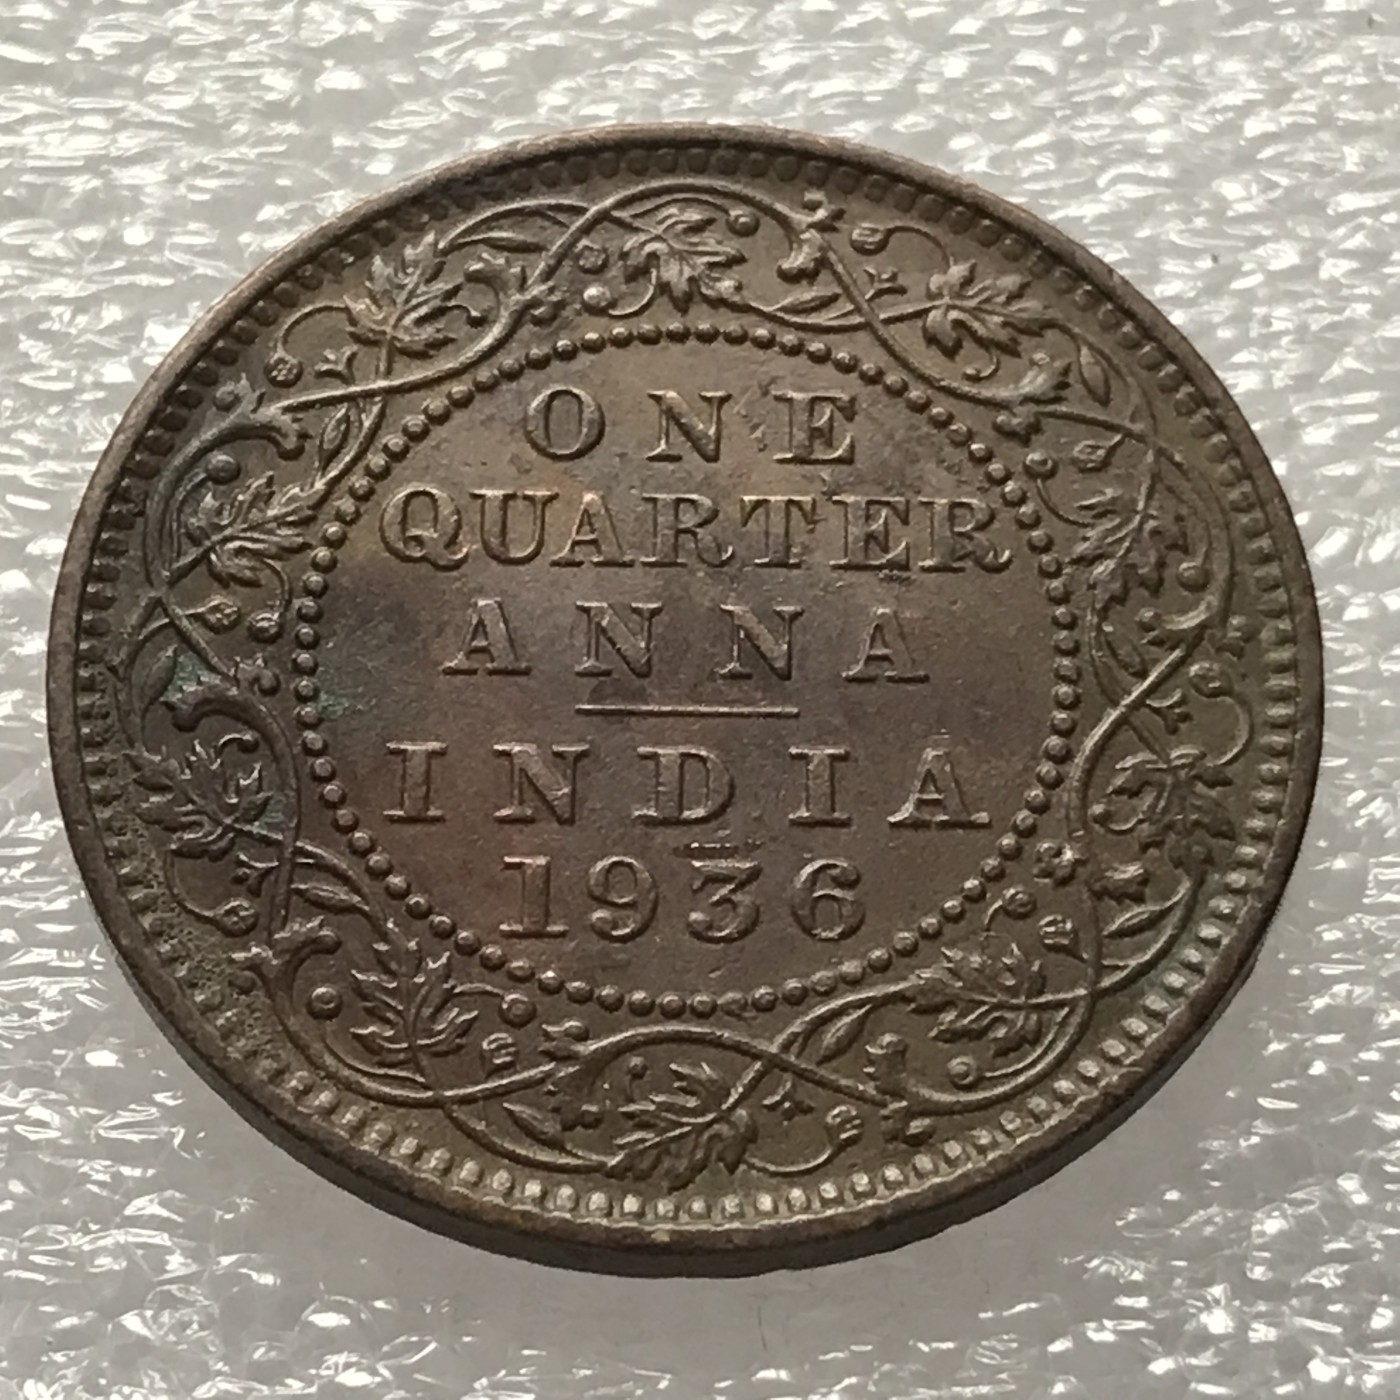 ONE
QUARTER
ANNA
INDIA
1936